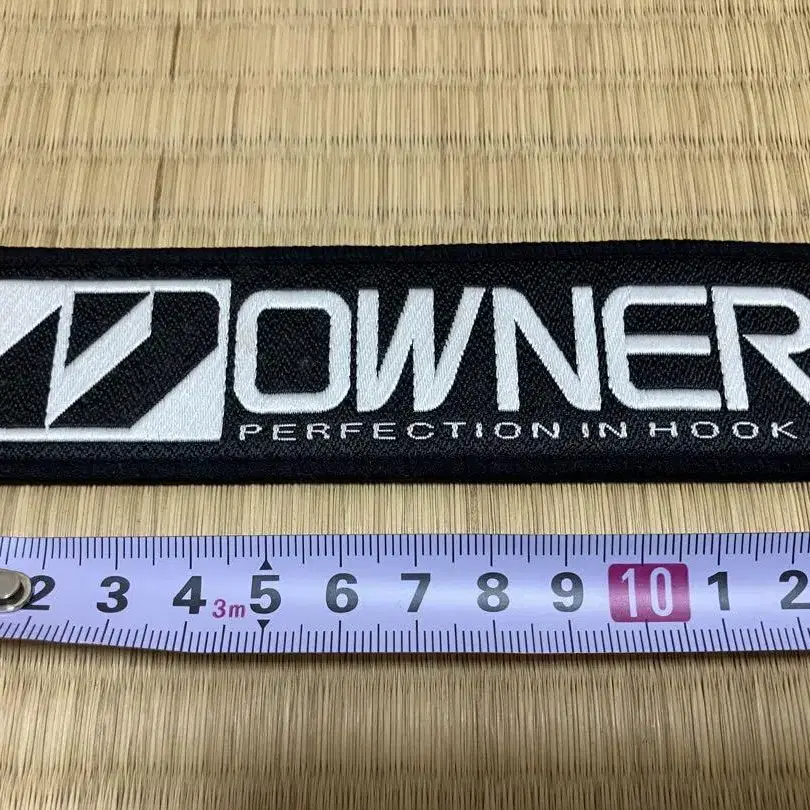 OWNER
PERFECTION IN HOOK
2 3 4 3m 5 6 7 8 9 10 1 2